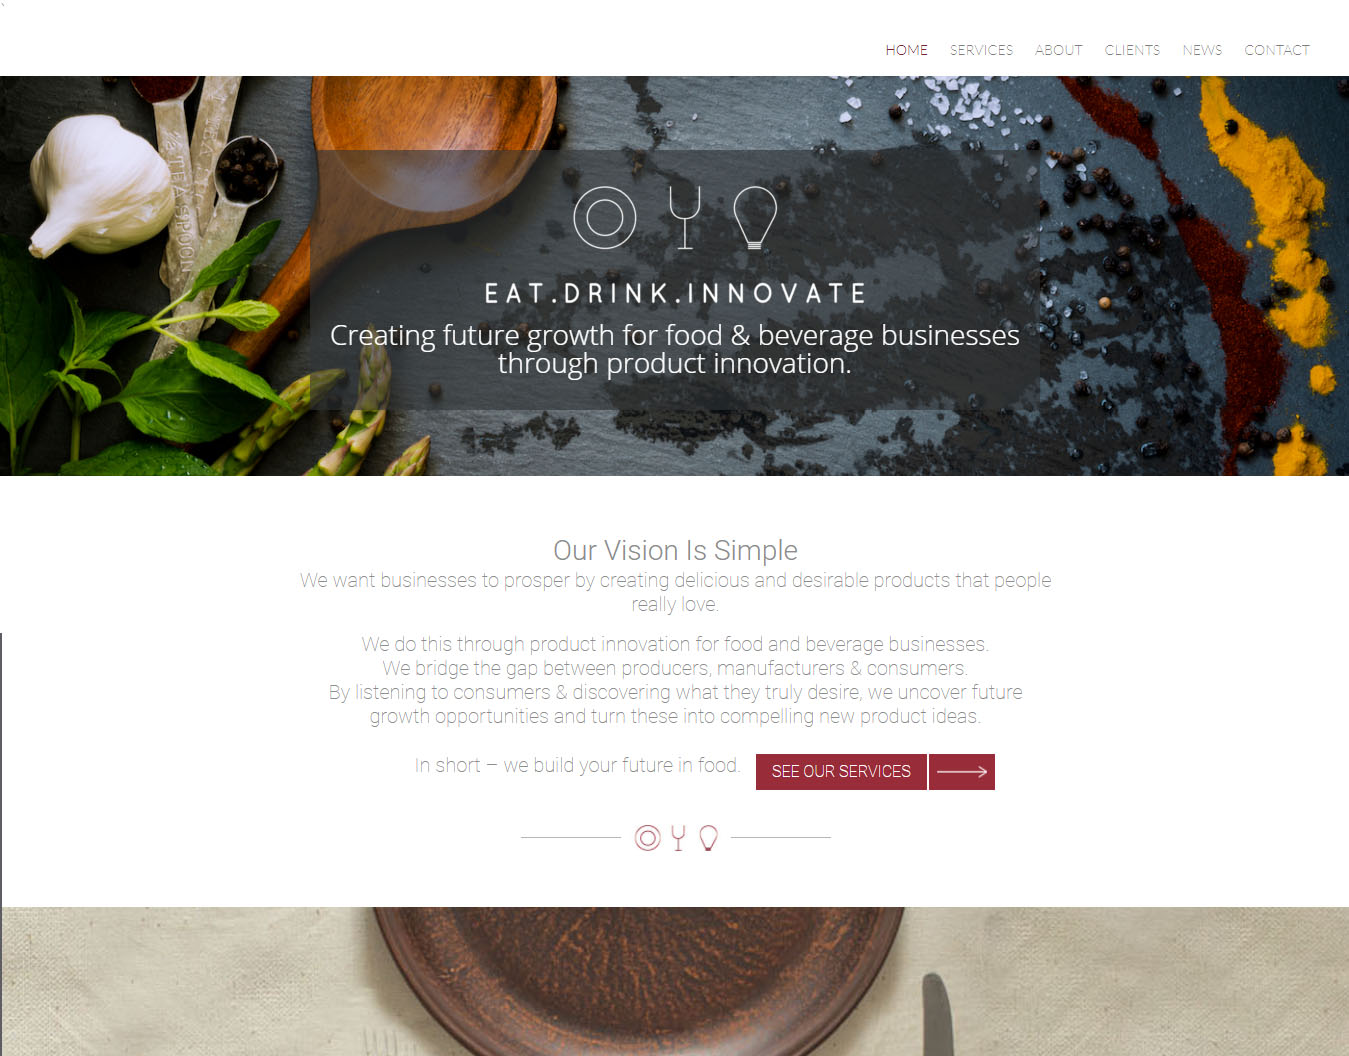 HOME SERVICES ABOUT CLIENTS NEWS CONTACT
TEASPOON
EAT.DRINK.INNOVATE
Creating future growth for food & beverage businesses
through product innovation.
Our Vision Is Simple
We want businesses to prosper by creating delicious and desirable products that people
really love.
We do this through product innovation for food and beverage businesses.
We bridge the gap between producers, manufacturers & consumers.
By listening to consumers & discovering what they truly desire, we uncover future
growth opportunities and turn these into compelling new product ideas.
In short – we build your future in food.
SEE OUR SERVICES